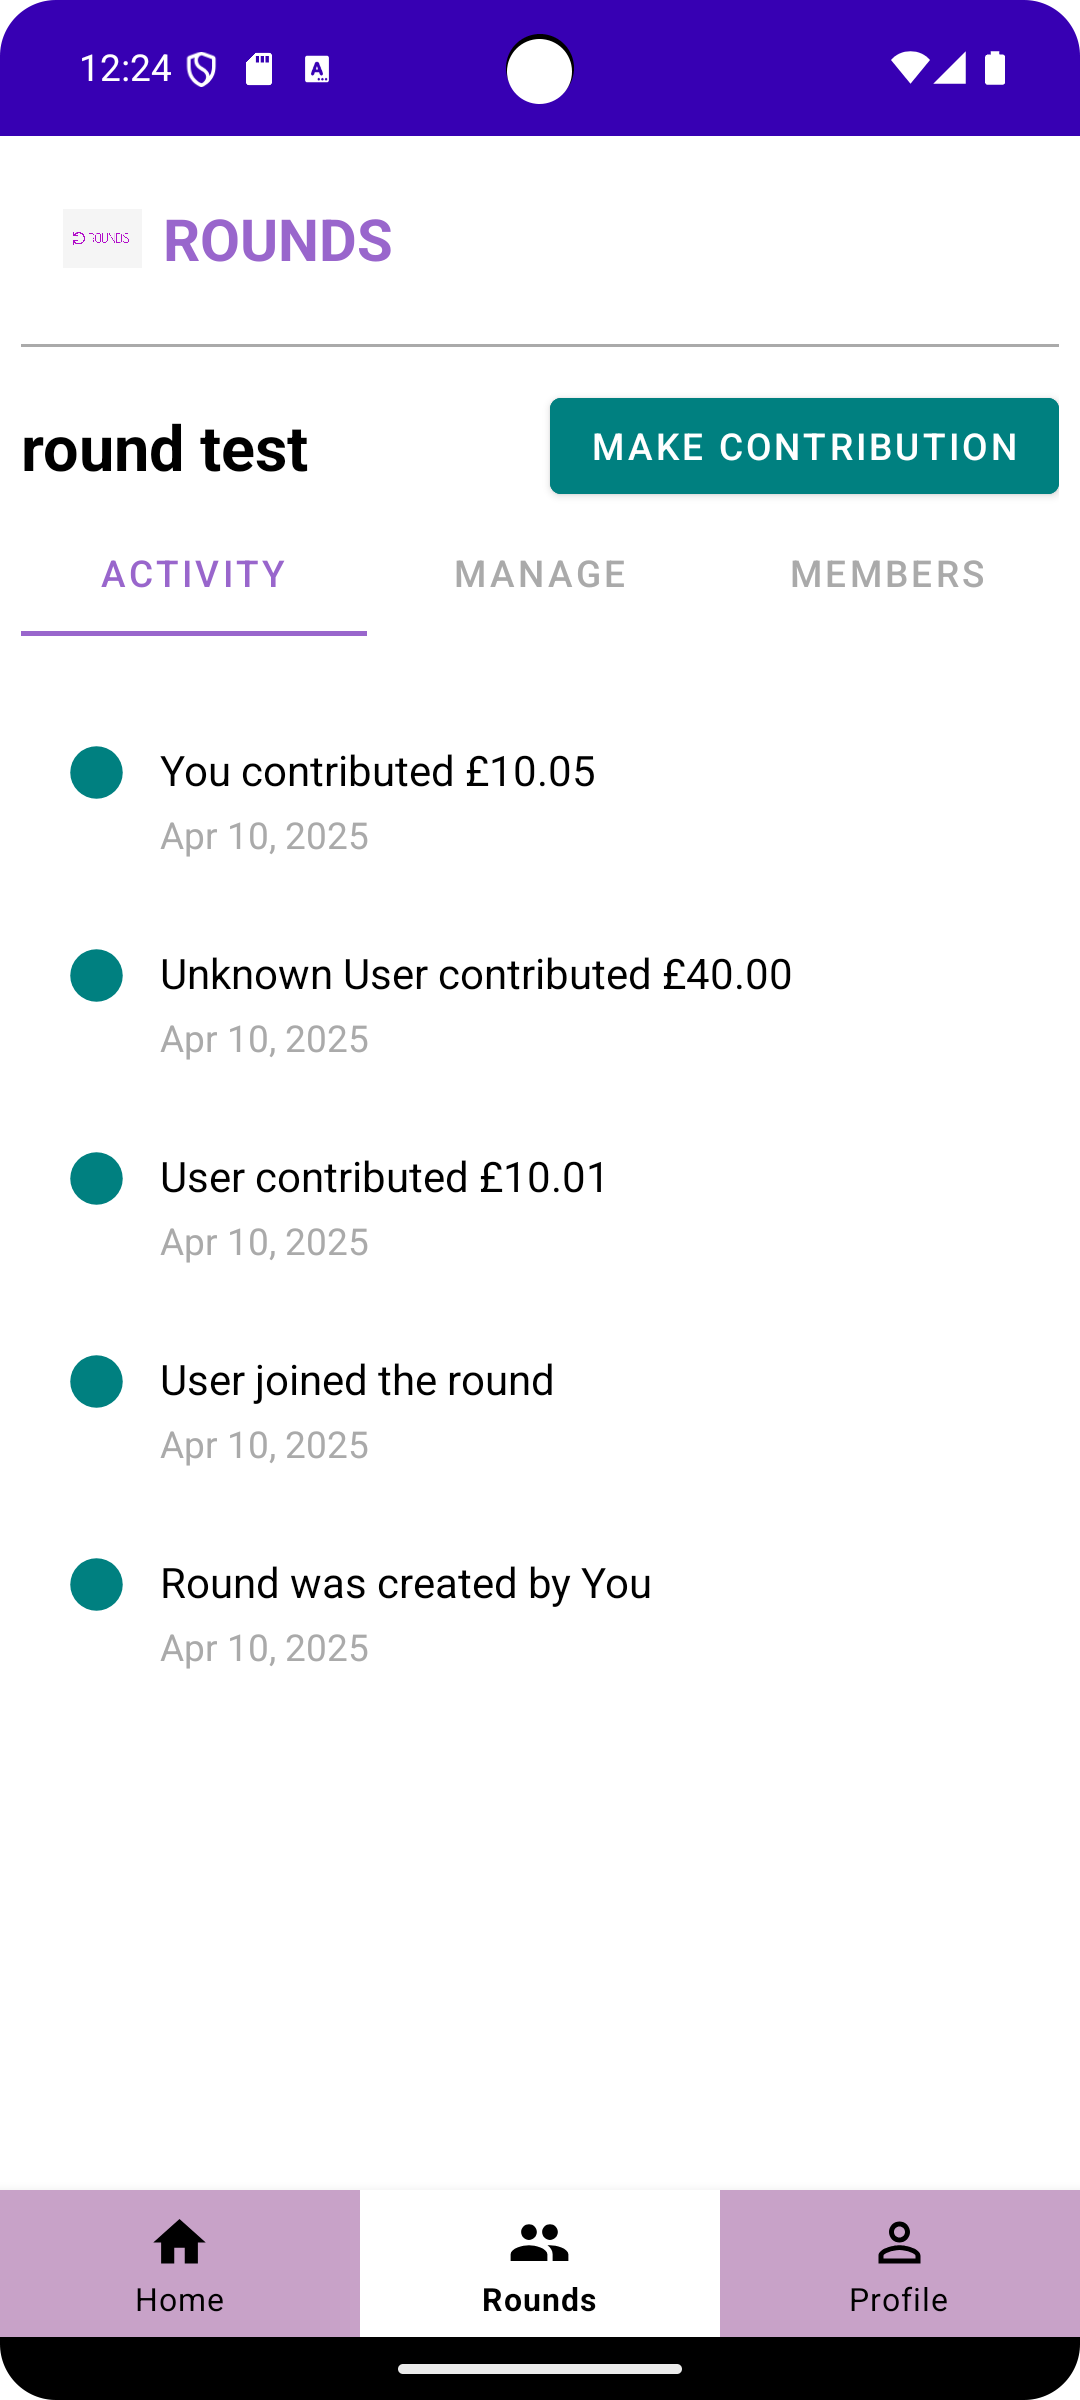 12:24
ROUNDS
ROUNDS
round test
MAKE CONTRIBUTION
ACTIVITY
MANAGE
MEMBERS
You contributed £10.05
Apr 10, 2025
Unknown User contributed £40.00
Apr 10, 2025
User contributed £10.01
Apr 10, 2025
User joined the round
Apr 10, 2025
Round was created by You
Apr 10, 2025
Home
Rounds
Profile